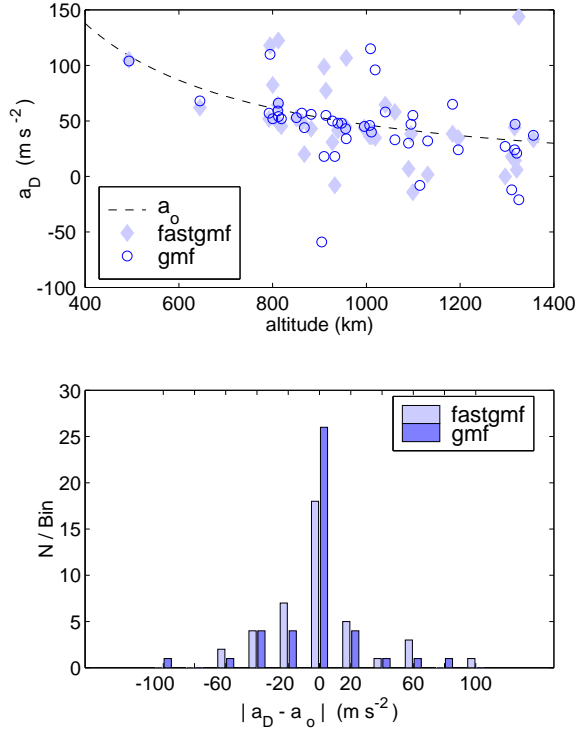 150
100
50
0
-50
-100
a_D (m s^-2)
a_o
fastgmf
gmf
400 600 800 1000 1200 1400
altitude (km)
30
25
20
15
10
5
0
N / Bin
fastgmf
gmf
-100 -60 -20 0 20 60 100
| a_D - a_o | (m s^-2)